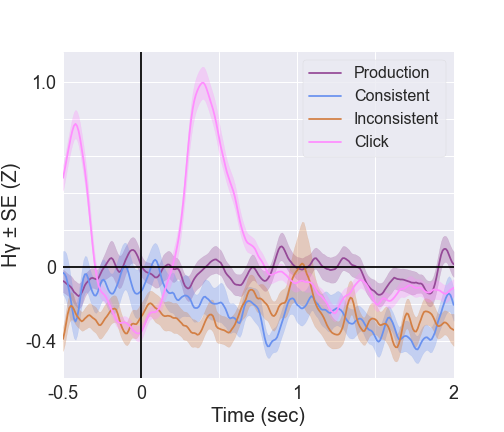 Production
Consistent
Inconsistent
Click
1.0
0
-0.4
Hγ ± SE (Z)
-0.5 0 1 2
Time (sec)